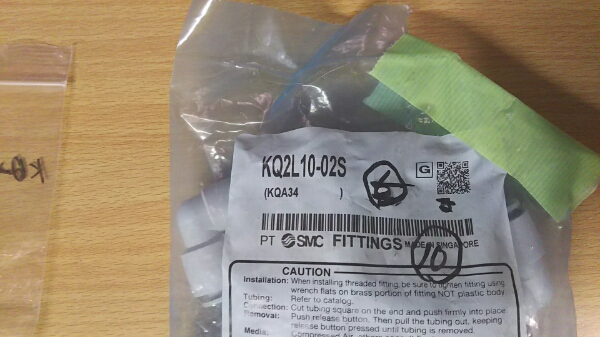 KQ2L10-02S
(KQA34 )
G
PT SMC FITTINGS MADE IN SINGAPORE
10
CAUTION
Installation: When installing threaded fitting, be sure to tighten fitting using
wrench flats on brass portion of fitting NOT plastic body
Tubing: Refer to catalog.
Connection: Cut tubing square on the end and push firmly into place
Removal: Push release button. Then pull the tubing out, keeping
release button pressed until tubing is removed.
Media: Compressed Air,